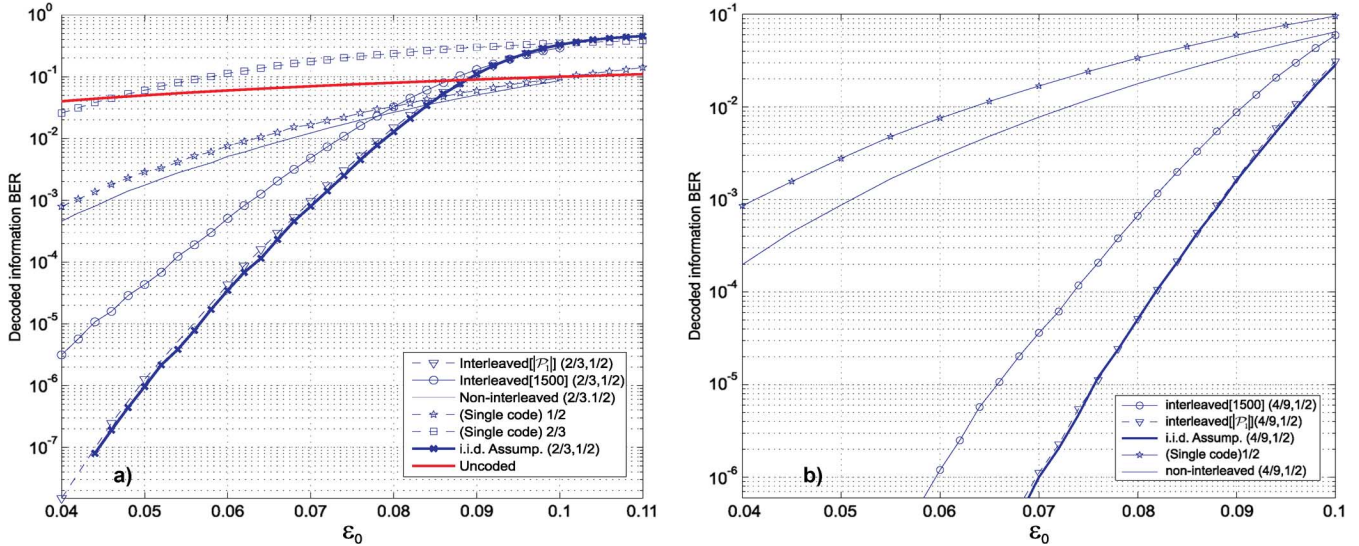 10^0
10^-1
10^-2
10^-3
10^-4
10^-5
10^-6
10^-7
Decoded information BER
0.04 0.05 0.06 0.07 0.08 0.09 0.1 0.11
ε_0
a)
Interleaved[|P_1|] (2/3,1/2)
Interleaved[1500] (2/3,1/2)
Non-interleaved (2/3.1/2)
(Single code) 1/2
(Single code) 2/3
i.i.d. Assump. (2/3,1/2)
Uncoded
10^-1
10^-2
10^-3
10^-4
10^-5
10^-6
Decoded information BER
0.04 0.05 0.06 0.07 0.08 0.09 0.1
ε_0
b)
interleaved[1500] (4/9,1/2)
interleaved[|P_1|](4/9,1/2)
i.i.d. Assump. (4/9,1/2)
(Single code)1/2
non-interleaved (4/9,1/2)